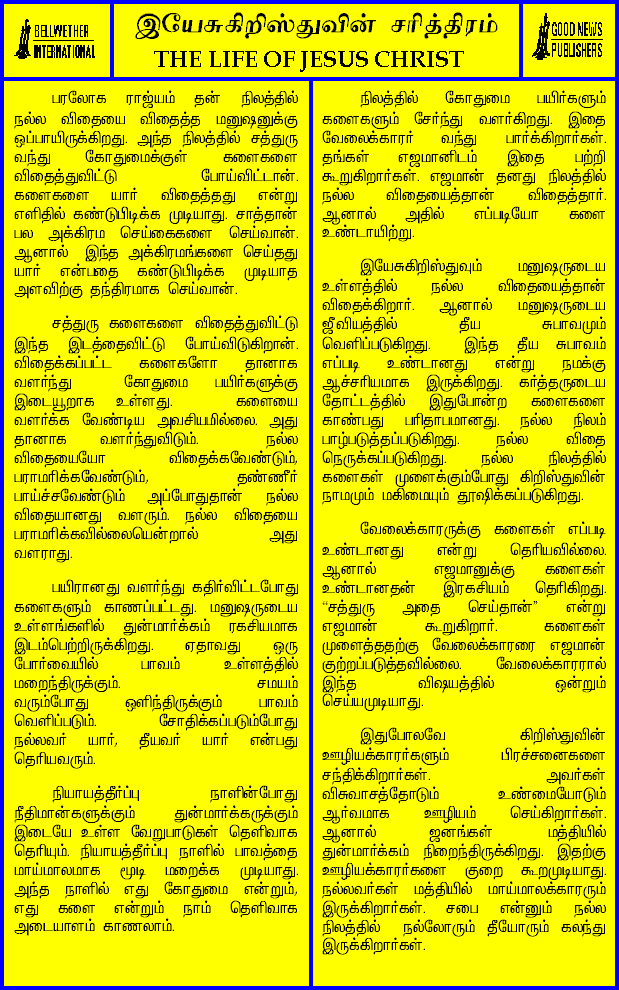 BELLWETHER
INTERNATIONAL
இயேசுகிறிஸ்துவின் சரித்திரம்
THE LIFE OF JESUS CHRIST
GOOD NEWS
PUBLISHERS
பரலோக ராஜ்யம் தன் நிலத்தில்
நல்ல விதையை விதைத்த மனுஷனுக்கு
ஒப்பாயிருக்கிறது. அந்த நிலத்தில் சத்துரு
வந்து கோதுமைக்குள் களைகளை
விதைத்துவிட்டு போய்விட்டான்.
களைகளை யார் விதைத்தது என்று
எளிதில் கண்டுபிடிக்க முடியாது. சாத்தான்
பல அக்கிரம செய்கைகளை செய்வான்.
ஆனால் இந்த அக்கிரமங்களை செய்தது
யார் என்பதை கண்டுபிடிக்க முடியாத
அளவிற்கு தந்திரமாக செய்வான்.
சத்துரு களைகளை விதைத்துவிட்டு
இந்த இடத்தைவிட்டு போய்விடுகிறான்.
விதைக்கப்பட்ட களைகளோ தானாக
வளர்ந்து கோதுமை பயிர்களுக்கு
இடையூறாக உள்ளது. களையை
வளர்க்க வேண்டிய அவசியமில்லை. அது
தானாக வளர்ந்துவிடும். நல்ல
விதையையோ விதைக்கவேண்டும்,
பராமரிக்கவேண்டும், தண்ணீர்
பாய்ச்சவேண்டும் அப்போதுதான் நல்ல
விதையானது வளரும். நல்ல விதையை
பராமரிக்கவில்லையென்றால் அது
வளராது.
பயிரானது வளர்ந்து கதிர்விட்டபோது
களைகளும் காணப்பட்டது. மனுஷருடைய
உள்ளங்களில் துன்மார்க்கம் ரகசியமாக
இடம்பெற்றிருக்கிறது. ஏதாவது ஒரு
போர்வையில் பாவம் உள்ளத்தில்
மறைந்திருக்கும். சமயம்
வரும்போது ஒளிந்திருக்கும் பாவம்
வெளிப்படும். சோதிக்கப்படும்போது
நல்லவர் யார், தீயவர் யார் என்பது
தெரியவரும்.
நியாயத்தீர்ப்பு நாளின்போது
நீதிமான்களுக்கும் துன்மார்க்கருக்கும்
இடையே உள்ள வேறுபாடுகள் தெளிவாக
தெரியும். நியாயத்தீர்ப்பு நாளில் பாவத்தை
மாய்மாலமாக மூடி மறைக்க முடியாது.
அந்த நாளில் எது கோதுமை என்றும்,
எது களை என்றும் நாம் தெளிவாக
அடையாளம் காணலாம்.
நிலத்தில் கோதுமை பயிர்களும்
களைகளும் சேர்ந்து வளர்கிறது. இதை
வேலைக்காரர் வந்து பார்க்கிறார்கள்.
தங்கள் எஜமானிடம் இதை பற்றி
கூறுகிறார்கள். எஜமான் தனது நிலத்தில்
நல்ல விதையைத்தான் விதைத்தார்.
ஆனால் அதில் எப்படியோ களை
உண்டாயிற்று.
இயேசுகிறிஸ்துவும் மனுஷருடைய
உள்ளத்தில் நல்ல விதையைத்தான்
விதைக்கிறார். ஆனால் மனுஷருடைய
ஜீவியத்தில் தீய சுபாவமும்
வெளிப்படுகிறது. இந்த தீய சுபாவம்
எப்படி உண்டானது என்று நமக்கு
ஆச்சரியமாக இருக்கிறது. கர்த்தருடைய
தோட்டத்தில் இதுபோன்ற களைகளை
காண்பது பரிதாபமானது. நல்ல நிலம்
பாழ்படுத்தப்படுகிறது. நல்ல விதை
நெருக்கப்படுகிறது. நல்ல நிலத்தில்
களைகள் முளைக்கும்போது கிறிஸ்துவின்
நாமமும் மகிமையும் தூஷிக்கப்படுகிறது.
வேலைக்காரருக்கு களைகள் எப்படி
உண்டானது என்று தெரியவில்லை.
ஆனால் எஜமானுக்கு களைகள்
உண்டானதன் இரகசியம் தெரிகிறது.
“சத்துரு அதை செய்தான்” என்று
எஜமான் கூறுகிறார். களைகள்
முளைத்ததற்கு வேலைக்காரரை எஜமான்
குற்றப்படுத்தவில்லை. வேலைக்காரரால்
இந்த விஷயத்தில் ஒன்றும்
செய்யமுடியாது.
இதுபோலவே கிறிஸ்துவின்
ஊழியக்காரர்களும் பிரச்சனைகளை
சந்திக்கிறார்கள். அவர்கள்
விசுவாசத்தோடும் உண்மையோடும்
ஆர்வமாக ஊழியம் செய்கிறார்கள்.
ஆனால் ஜனங்கள் மத்தியில்
துன்மார்க்கம் நிறைந்திருக்கிறது. இதற்கு
ஊழியக்காரர்களை குறை கூறமுடியாது.
நல்லவர்கள் மத்தியில் மாய்மாலக்காரரும்
இருக்கிறார்கள். சபை என்னும் நல்ல
நிலத்தில் நல்லோரும் தீயோரும் கலந்து
இருக்கிறார்கள்.